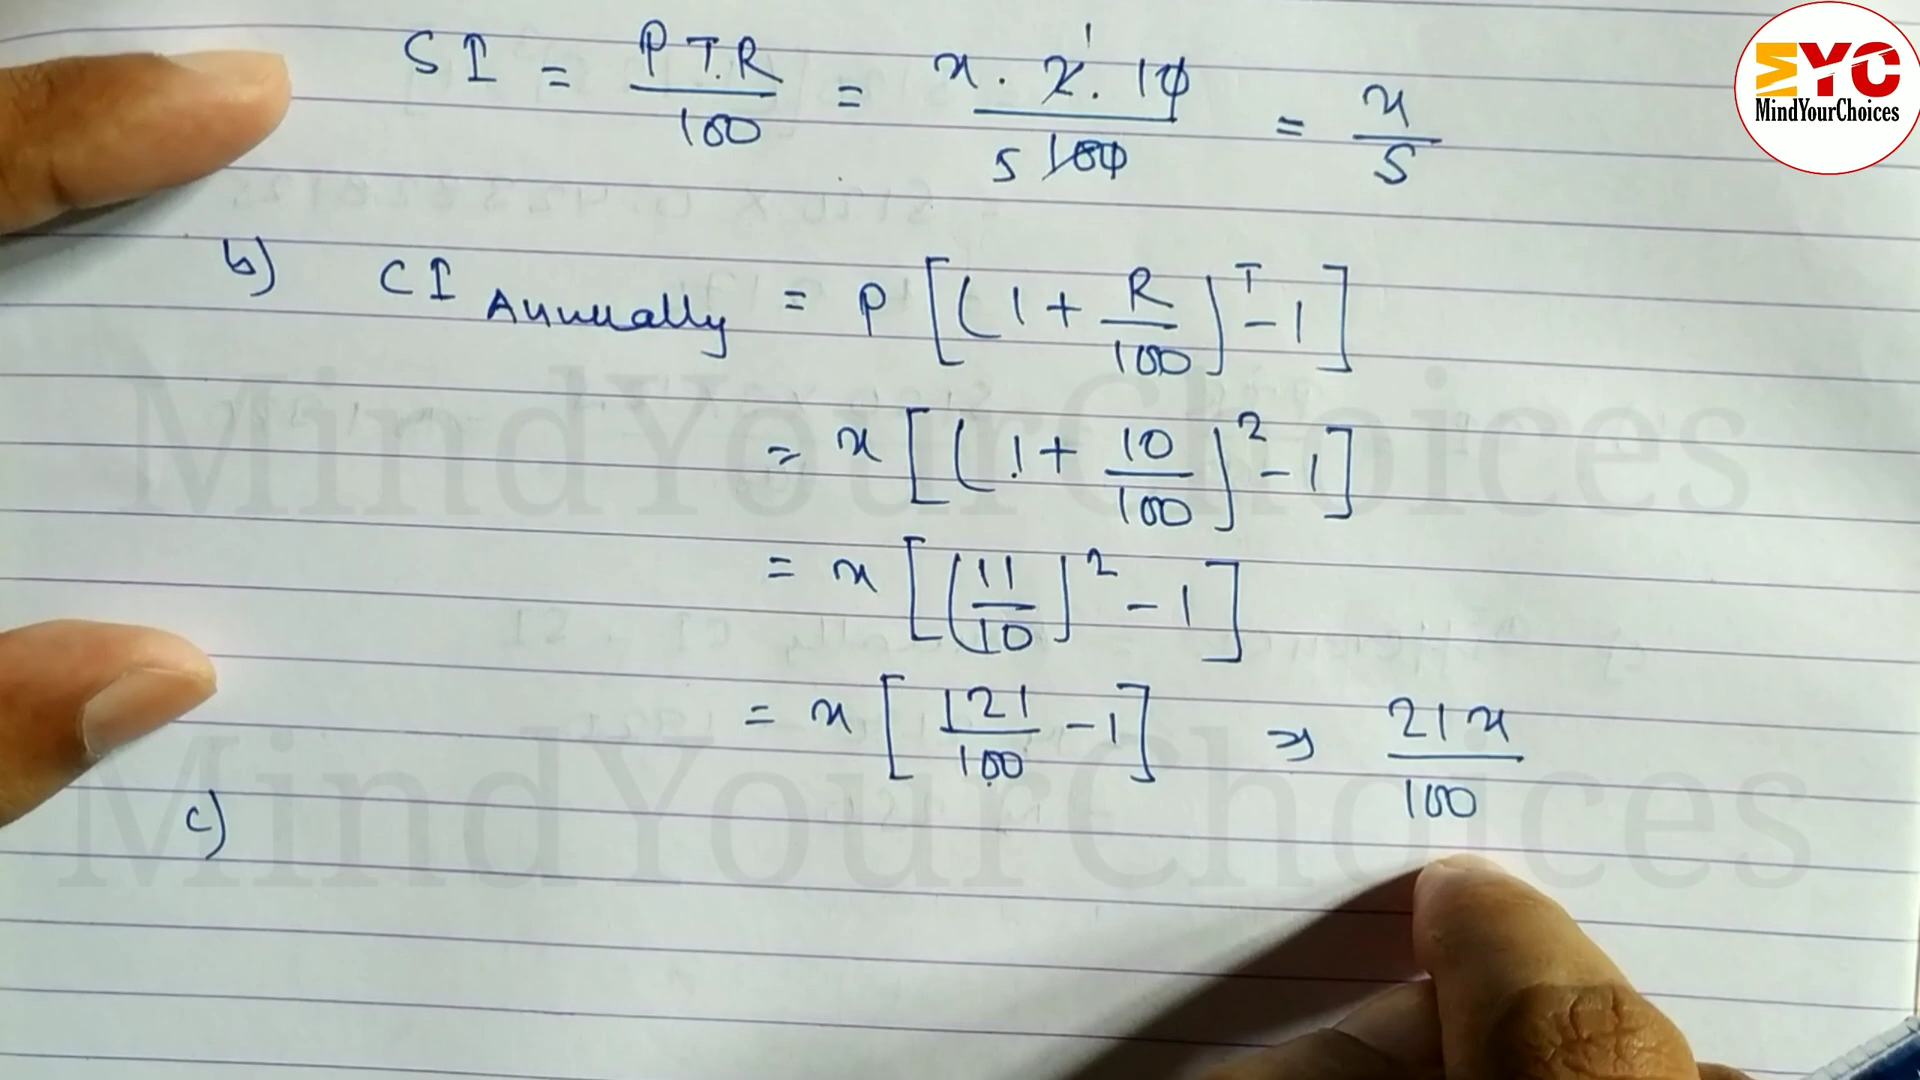 MYC
MindYourChoices
SI = P T.R / 100 = x . 2 . 10 / 100 = x / 5
1
5
b) CI Annually = P [ ( 1 + R / 100 )^T - 1 ]
= x [ ( 1 + 10 / 100 )^2 - 1 ]
= x [ ( 11 / 10 )^2 - 1 ]
= x [ 121 / 100 - 1 ] ⇒ 21x / 100
c)
MindYourChoices
MindYourChoices